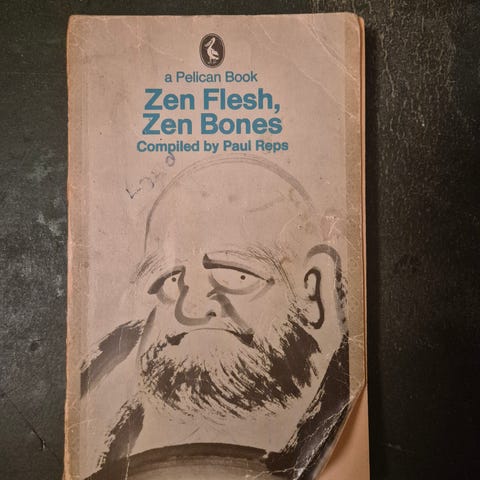 a Pelican Book
Zen Flesh,
Zen Bones
Compiled by Paul Reps